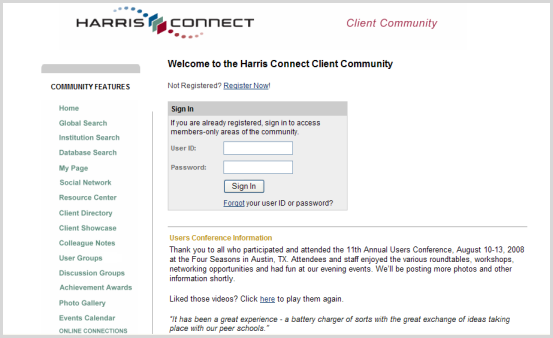 HARRIS CONNECT
Client Community
Welcome to the Harris Connect Client Community
Not Registered? Register Now!
COMMUNITY FEATURES
Home
Global Search
Institution Search
Database Search
My Page
Social Network
Resource Center
Client Directory
Client Showcase
Colleague Notes
User Groups
Discussion Groups
Achievement Awards
Photo Gallery
Events Calendar
ONLINE CONNECTIONS
Sign In
If you are already registered, sign in to access
members-only areas of the community.
User ID:
Password:
Sign In
Forgot your user ID or password?
Users Conference Information
Thank you to all who participated and attended the 11th Annual Users Conference, August 10-13, 2008
at the Four Seasons in Austin, TX. Attendees and staff enjoyed the various roundtables, workshops,
networking opportunities and had fun at our evening events. We'll be posting more photos and other
information shortly.
Liked those videos? Click here to play them again.
"It has been a great experience - a battery charger of sorts with the great exchange of ideas taking
place with our peer schools."